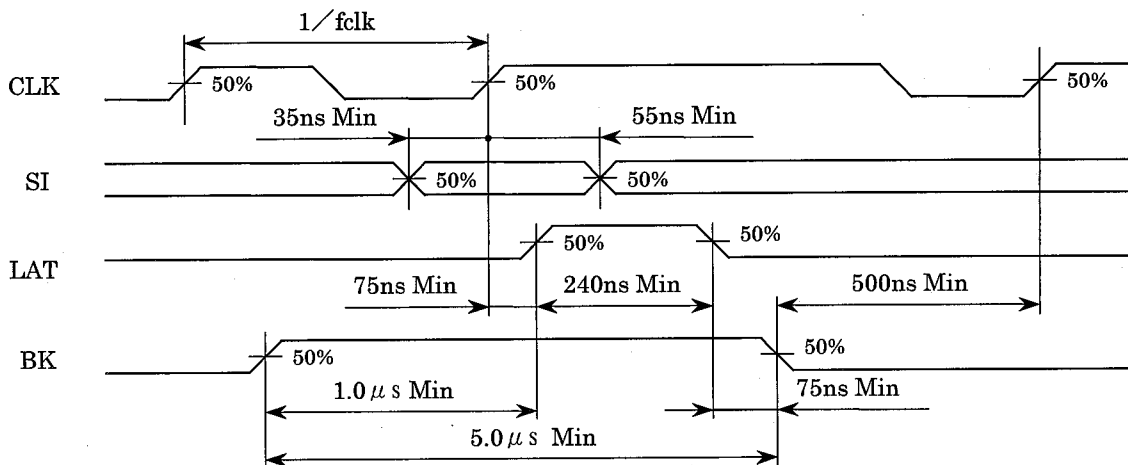 1／fclk
CLK
50%
50%
50%
35ns Min
55ns Min
SI
50%
50%
LAT
50%
50%
75ns Min
240ns Min
500ns Min
BK
50%
50%
1.0μs Min
75ns Min
5.0μs Min